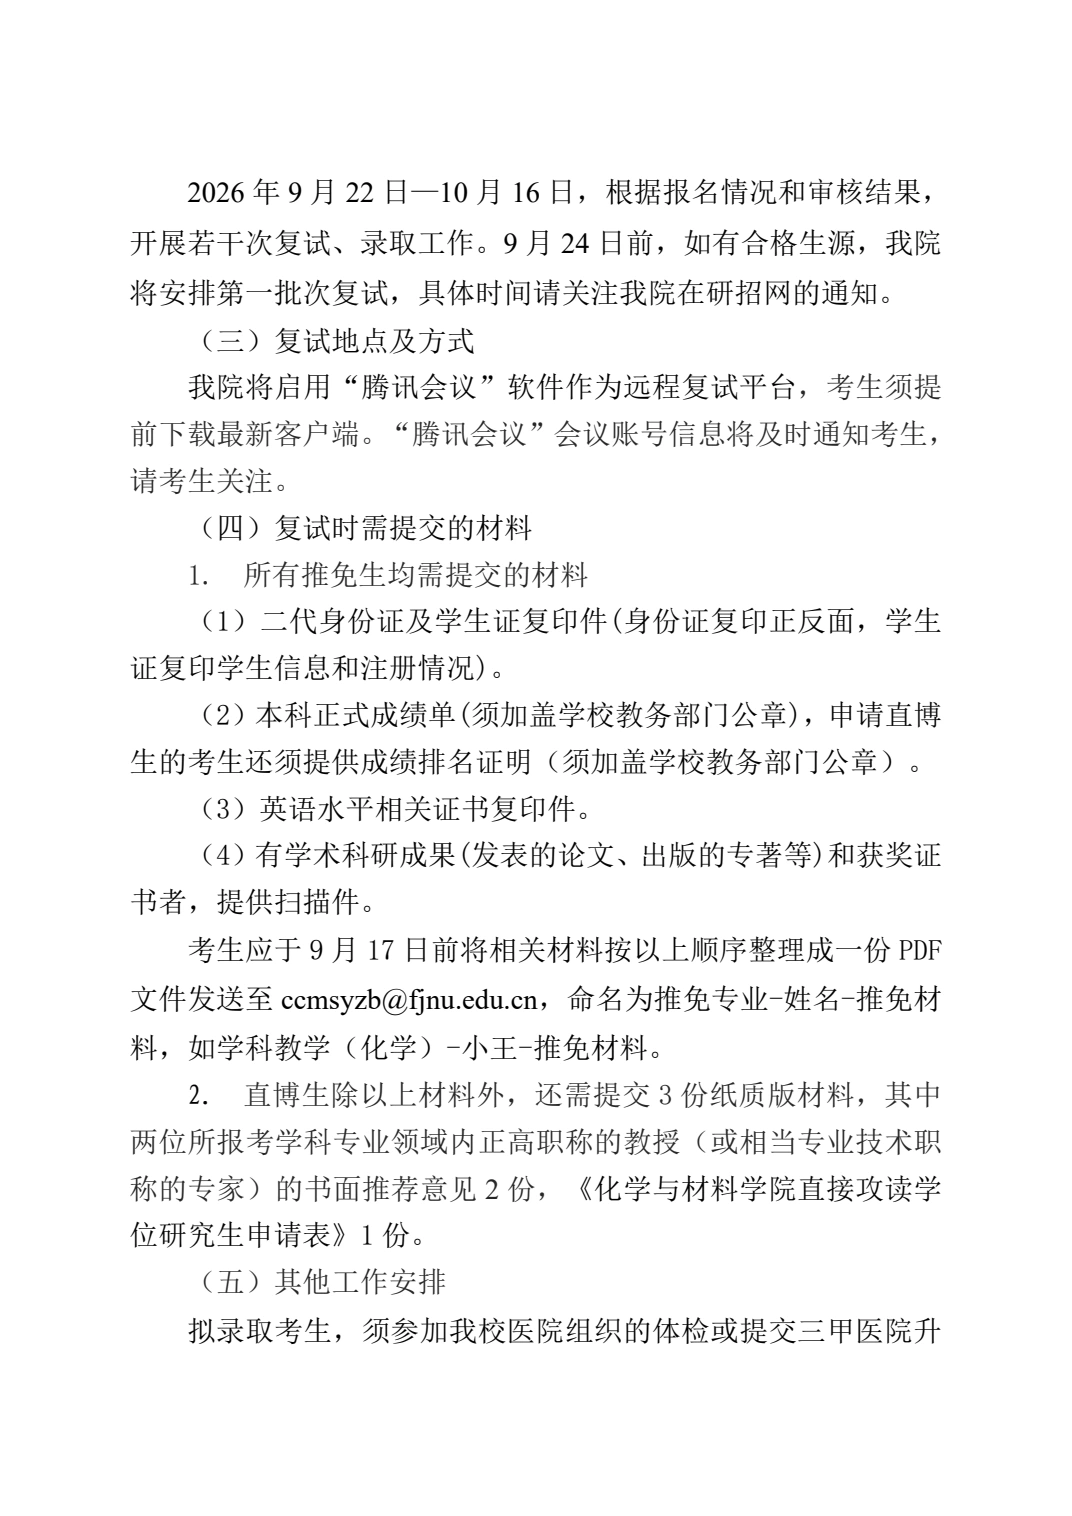 2026 年 9 月 22 日—10 月 16 日，根据报名情况和审核结果，
开展若干次复试、录取工作。9 月 24 日前，如有合格生源，我院
将安排第一批次复试，具体时间请关注我院在研招网的通知。
（三）复试地点及方式
我院将启用“腾讯会议”软件作为远程复试平台，考生须提
前下载最新客户端。“腾讯会议”会议账号信息将及时通知考生，
请考生关注。
（四）复试时需提交的材料
1. 所有推免生均需提交的材料
（1）二代身份证及学生证复印件(身份证复印正反面，学生
证复印学生信息和注册情况)。
（2）本科正式成绩单(须加盖学校教务部门公章)，申请直博
生的考生还须提供成绩排名证明（须加盖学校教务部门公章）。
（3）英语水平相关证书复印件。
（4）有学术科研成果(发表的论文、出版的专著等)和获奖证
书者，提供扫描件。
考生应于 9 月 17 日前将相关材料按以上顺序整理成一份 PDF
文件发送至 ccmsyzb@fjnu.edu.cn，命名为推免专业-姓名-推免材
料，如学科教学（化学）-小王-推免材料。
2. 直博生除以上材料外，还需提交 3 份纸质版材料，其中
两位所报考学科专业领域内正高职称的教授（或相当专业技术职
称的专家）的书面推荐意见 2 份，《化学与材料学院直接攻读学
位研究生申请表》1 份。
（五）其他工作安排
拟录取考生，须参加我校医院组织的体检或提交三甲医院升